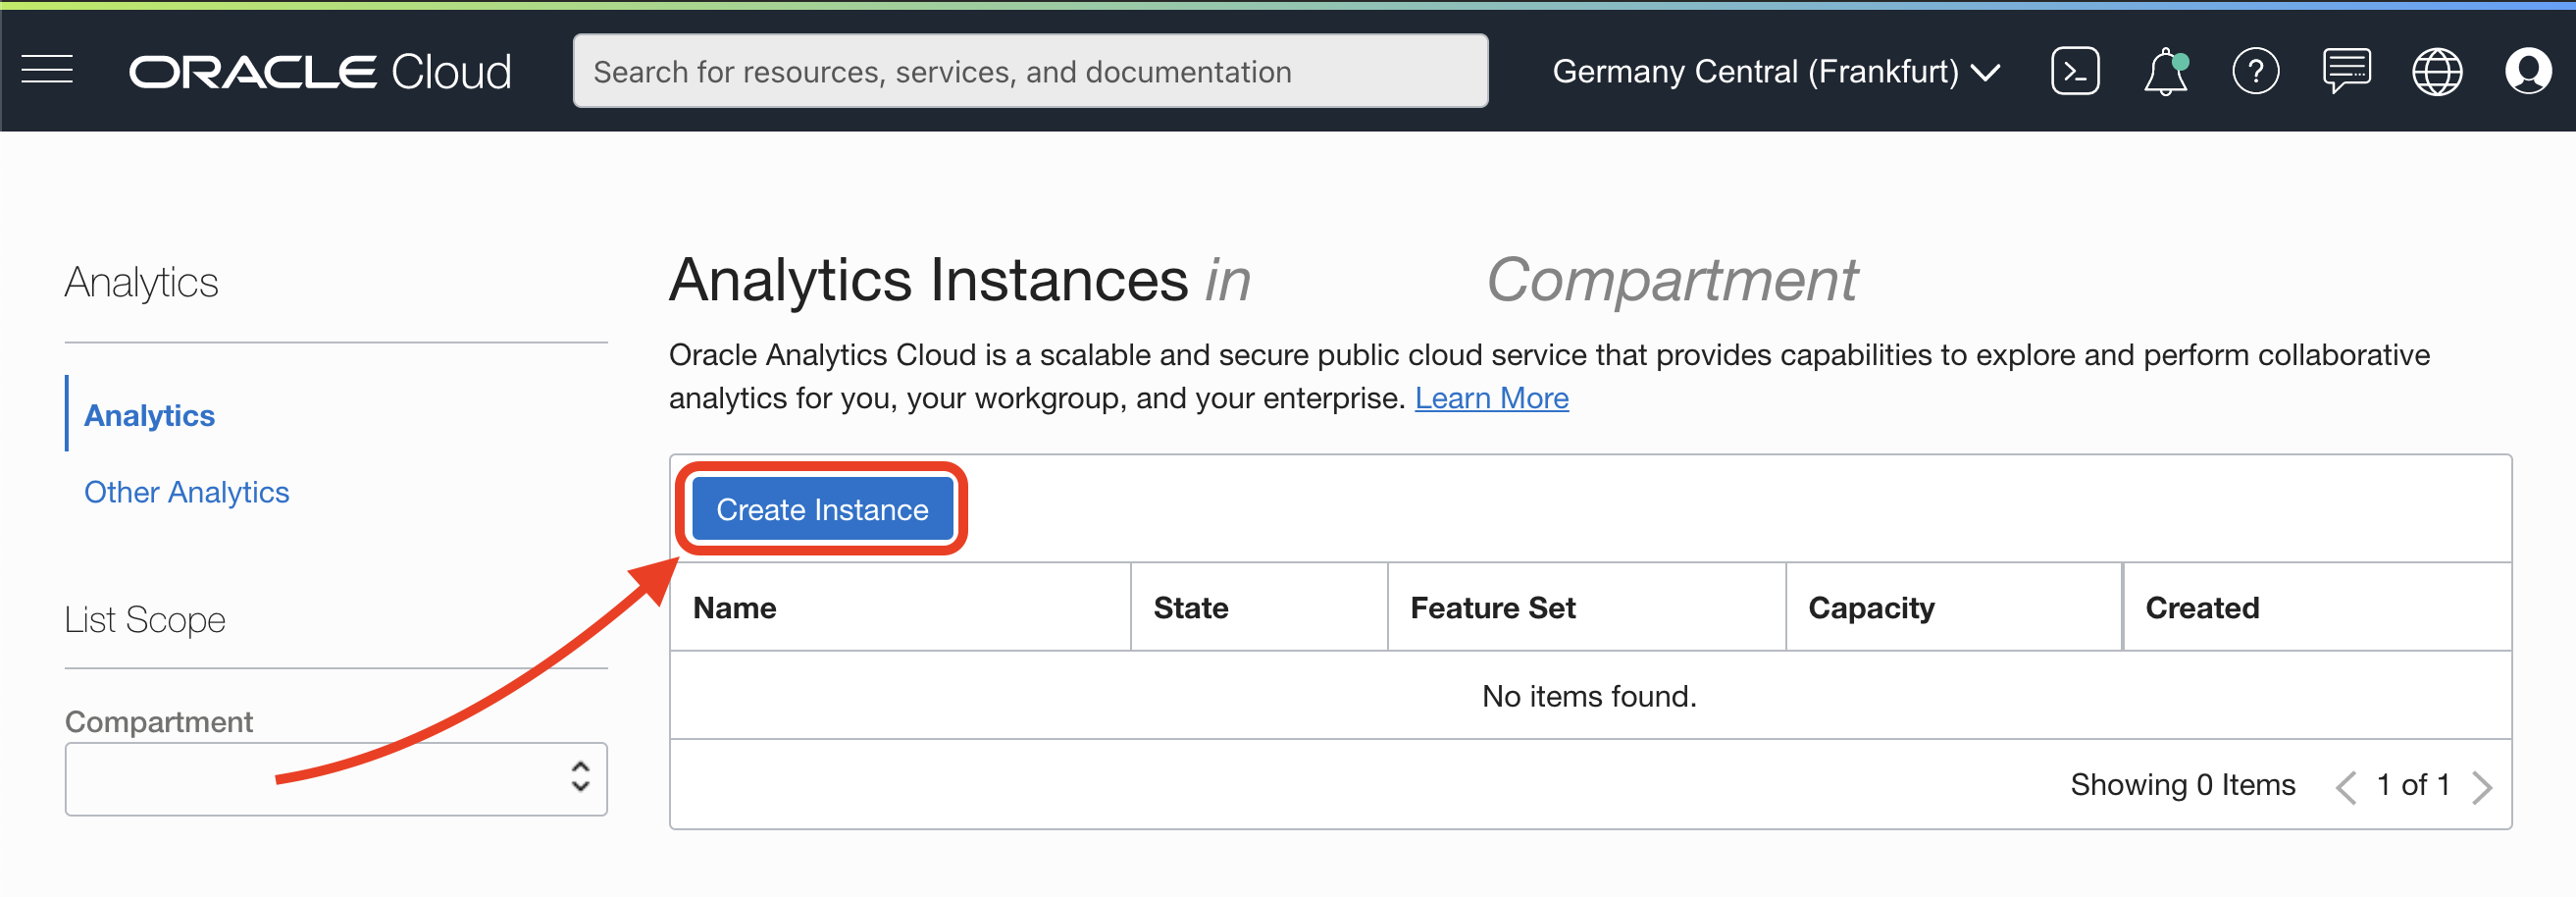 ORACLE Cloud
Search for resources, services, and documentation
Germany Central (Frankfurt)
Analytics
Analytics
Other Analytics
List Scope
Compartment
Analytics Instances in Compartment
Oracle Analytics Cloud is a scalable and secure public cloud service that provides capabilities to explore and perform collaborative
analytics for you, your workgroup, and your enterprise. Learn More
Create Instance
Name State Feature Set Capacity Created
No items found.
Showing 0 Items 1 of 1